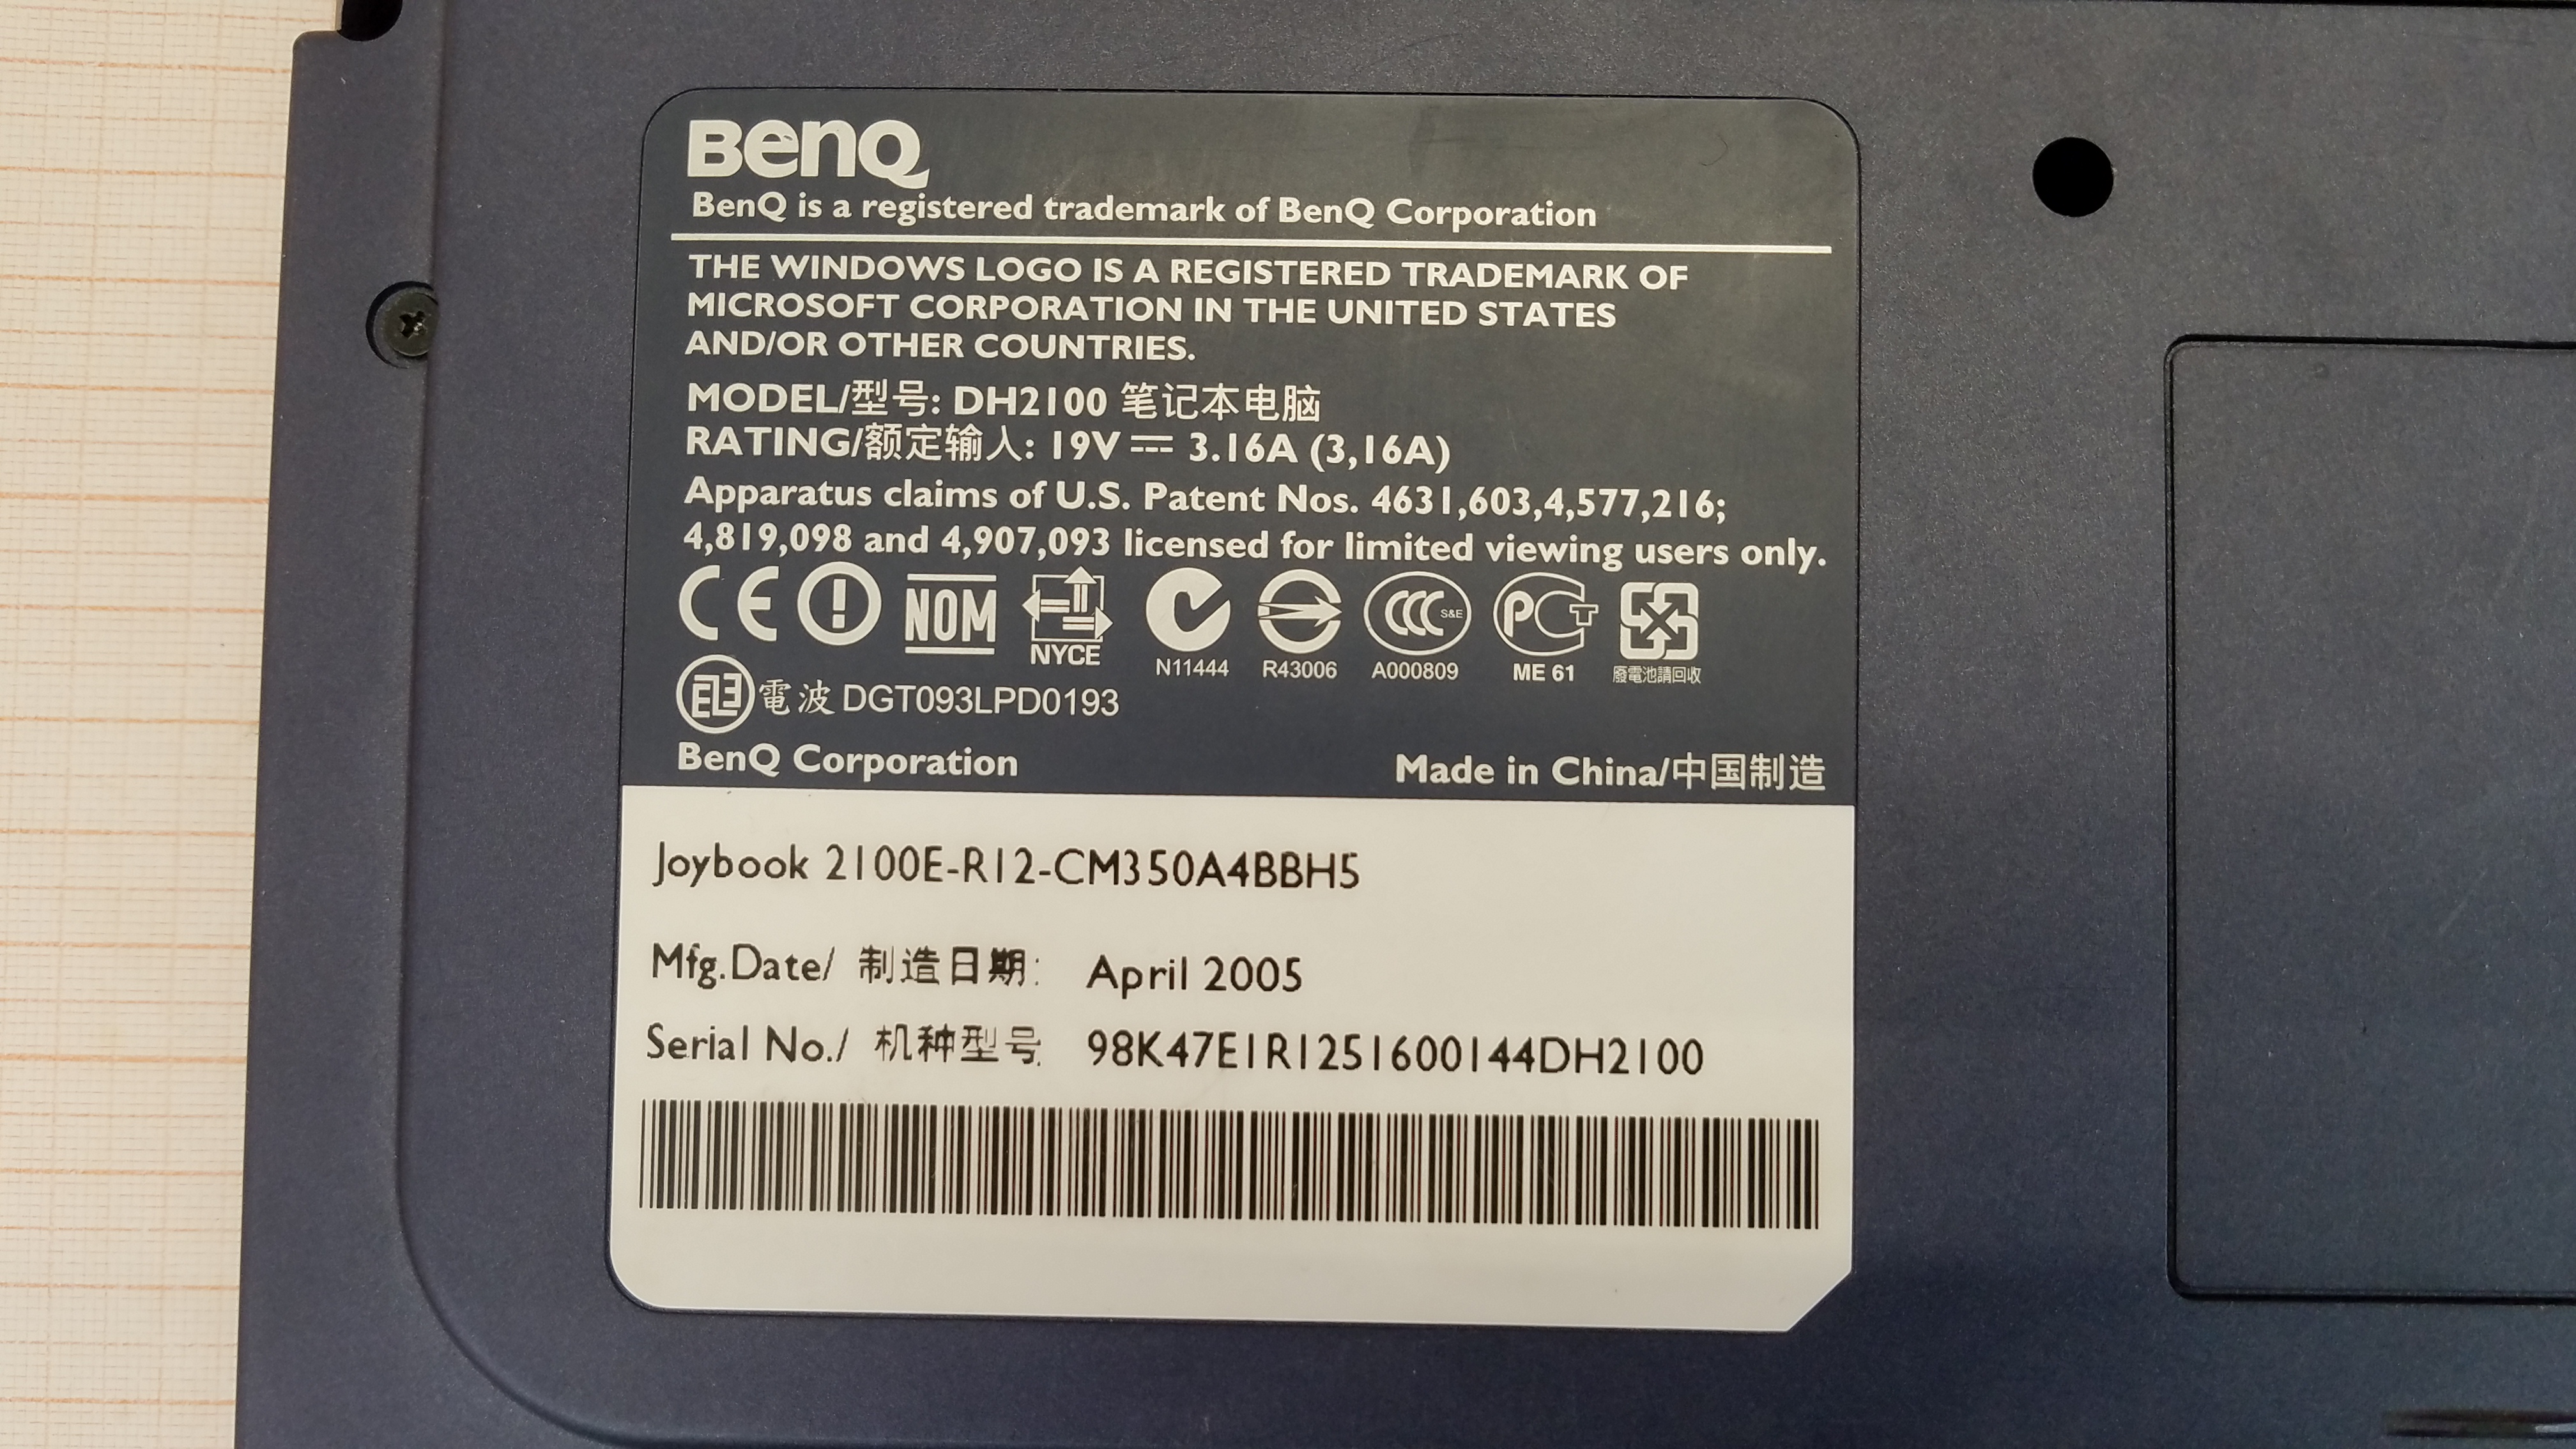 BenQ
BenQ is a registered trademark of BenQ Corporation
THE WINDOWS LOGO IS A REGISTERED TRADEMARK OF
MICROSOFT CORPORATION IN THE UNITED STATES
AND/OR OTHER COUNTRIES.
MODEL/型号: DH2100 笔记本电脑
RATING/额定输入: 19V ⎓ 3.16A (3,16A)
Apparatus claims of U.S. Patent Nos. 4631,603,4,577,216;
4,819,098 and 4,907,093 licensed for limited viewing users only.
CE NOM NYCE N11444 R43006 CCC S&E A000809 PCT ME 61 廢電池請回收
電波 DGT093LPD0193
BenQ Corporation Made in China/中国制造
Joybook 2100E-R12-CM350A4BBH5
Mfg.Date/ 制造日期: April 2005
Serial No./ 机种型号 98K47E1R1251600144DH2100